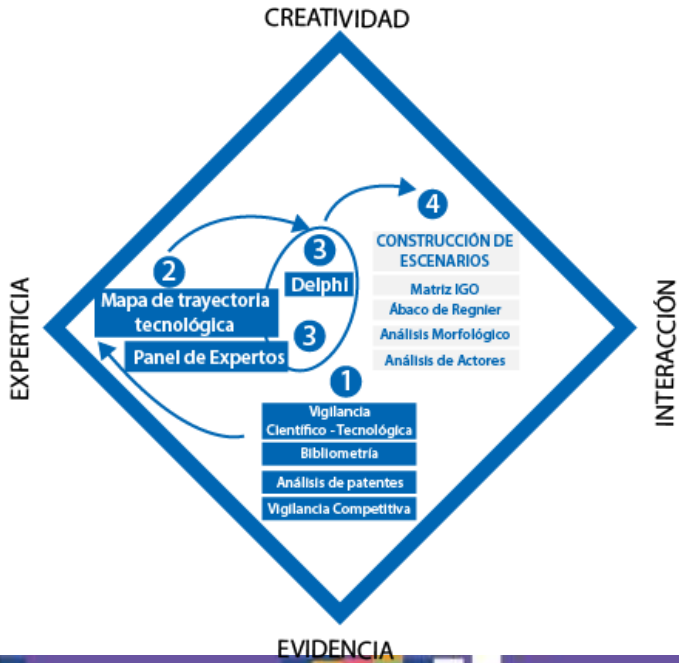 CREATIVIDAD
EXPERTICIA
INTERACCIÓN
4
CONSTRUCCIÓN DE
ESCENARIOS
Matriz IGO
Ábaco de Regnier
Análisis Morfológico
Análisis de Actores
3
Delphi
2
Mapa de trayectoria
tecnológica
3
Panel de Expertos
1
Vigilancia
Científico -Tecnológica
Bibliometría
Análisis de patentes
Vigilancia Competitiva
EVIDENCIA